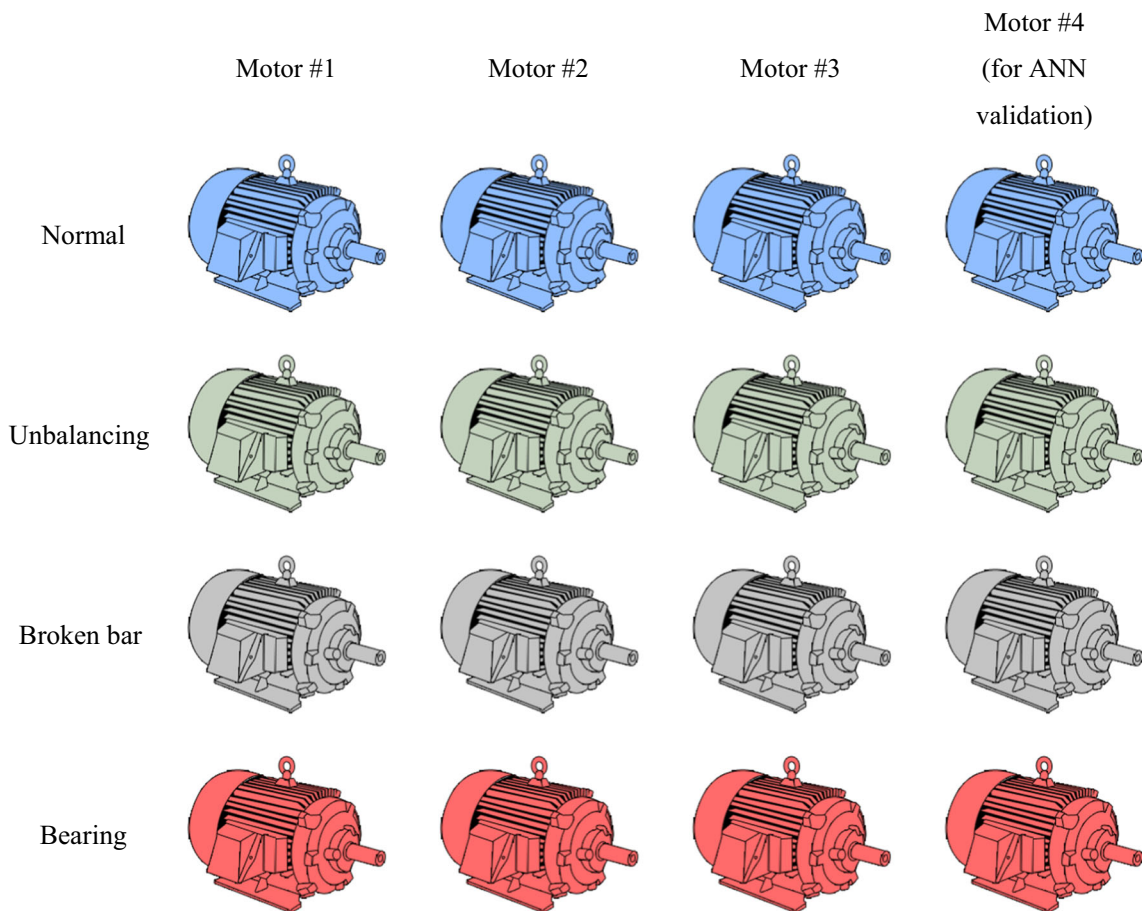 Motor #1
Motor #2
Motor #3
Motor #4
(for ANN
validation)
Normal
Unbalancing
Broken bar
Bearing